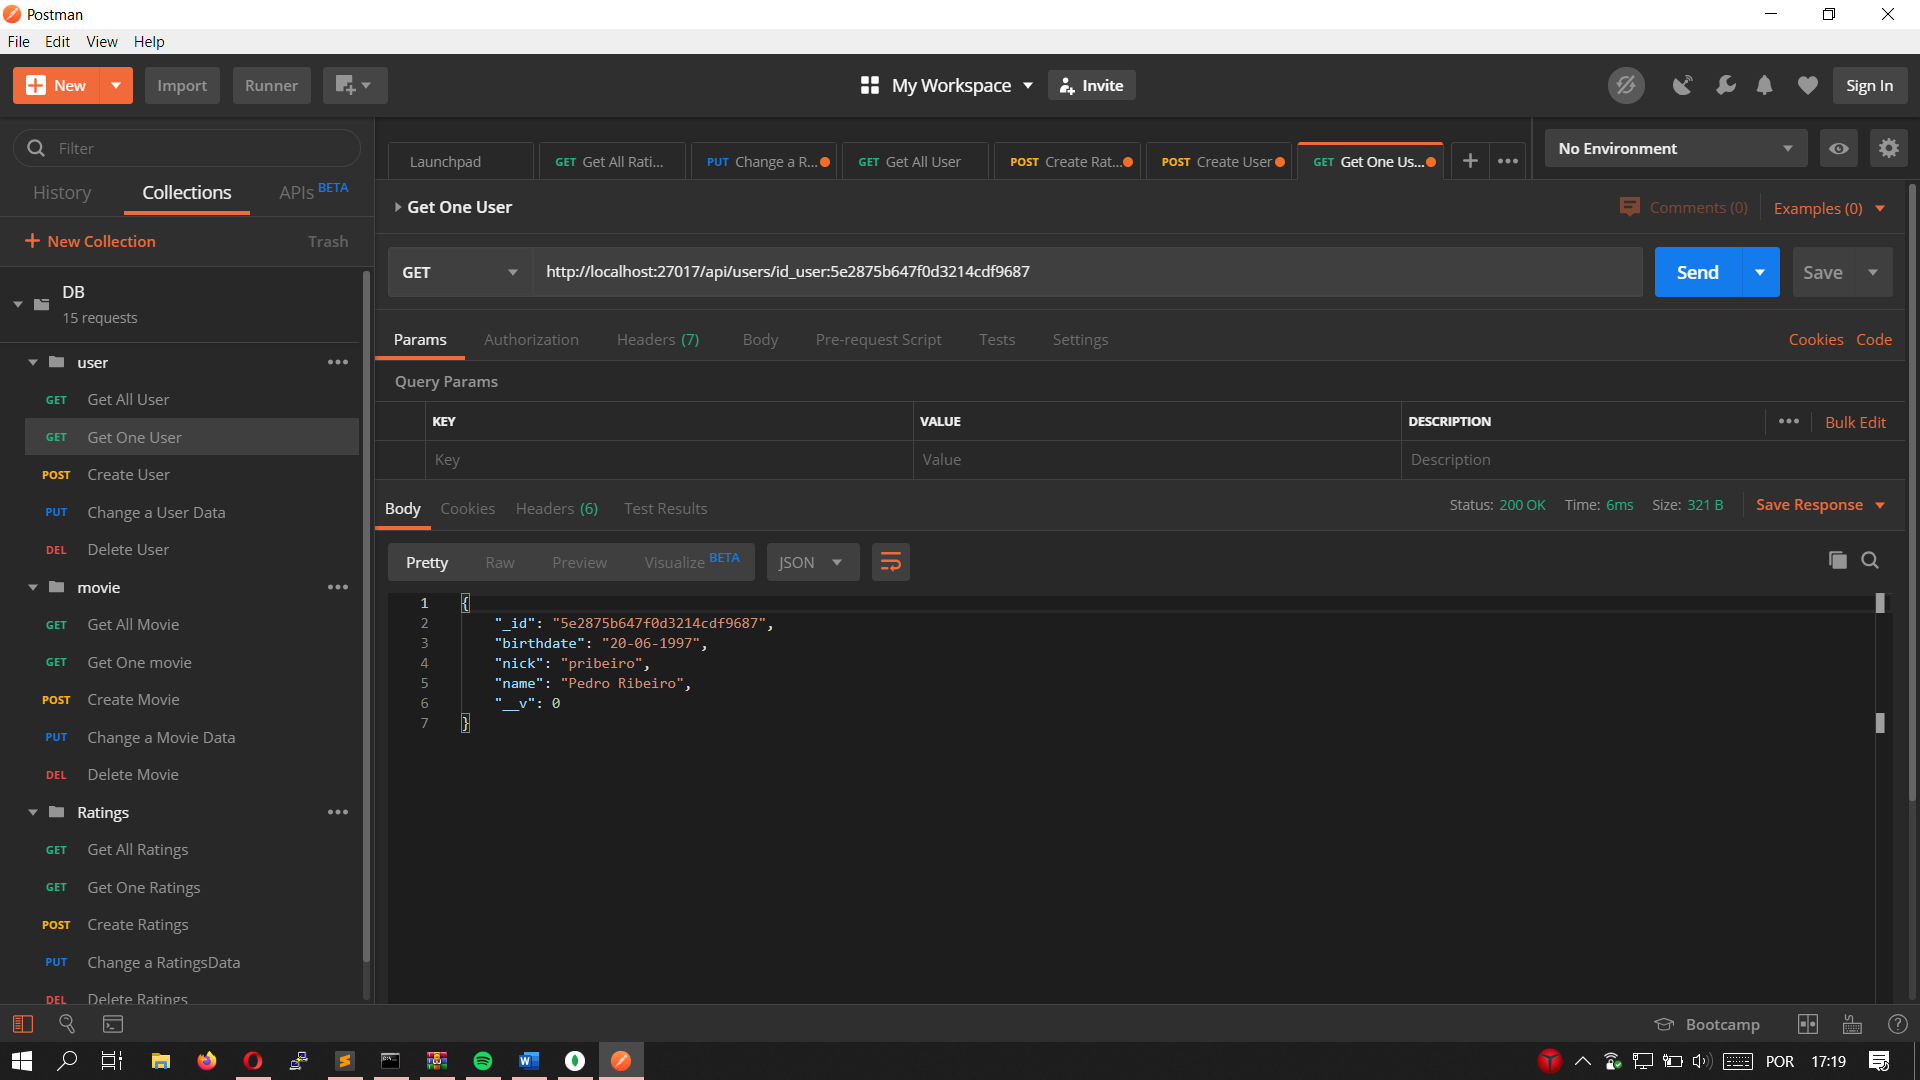 Postman
File Edit View Help
New Import Runner My Workspace Invite Sign In
Filter
History Collections APIs BETA
New Collection Trash
DB
15 requests
user
GET Get All User
GET Get One User
POST Create User
PUT Change a User Data
DEL Delete User
movie
GET Get All Movie
GET Get One movie
POST Create Movie
PUT Change a Movie Data
DEL Delete Movie
Ratings
GET Get All Ratings
GET Get One Ratings
POST Create Ratings
PUT Change a RatingsData
DEL Delete Ratings
Launchpad GET Get All Rati... PUT Change a R... GET Get All User POST Create Rat... POST Create User GET Get One Us... No Environment
Get One User Comments (0) Examples (0)
GET http://localhost:27017/api/users/id_user:5e2875b647f0d3214cdf9687 Send Save
Params Authorization Headers (7) Body Pre-request Script Tests Settings Cookies Code
Query Params
KEY VALUE DESCRIPTION Bulk Edit
Key Value Description
Body Cookies Headers (6) Test Results Status: 200 OK Time: 6ms Size: 321 B Save Response
Pretty Raw Preview Visualize BETA JSON
1 {
2 "_id": "5e2875b647f0d3214cdf9687",
3 "birthdate": "20-06-1997",
4 "nick": "pribeiro",
5 "name": "Pedro Ribeiro",
6 "__v": 0
7 }
Bootcamp
POR 17:19